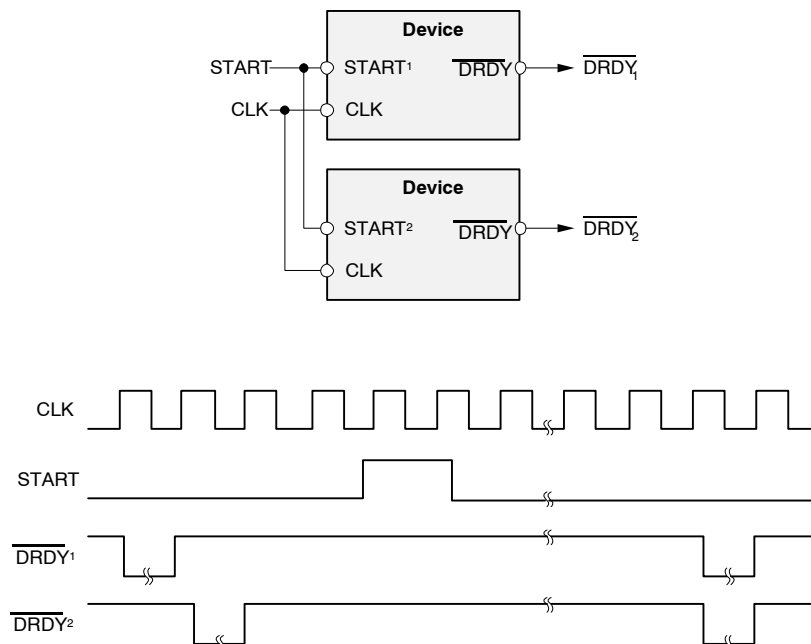 Device
START START¹ DRDY DRDY₁
CLK CLK
Device
START² DRDY DRDY₂
CLK
CLK
START
DRDY¹
DRDY²